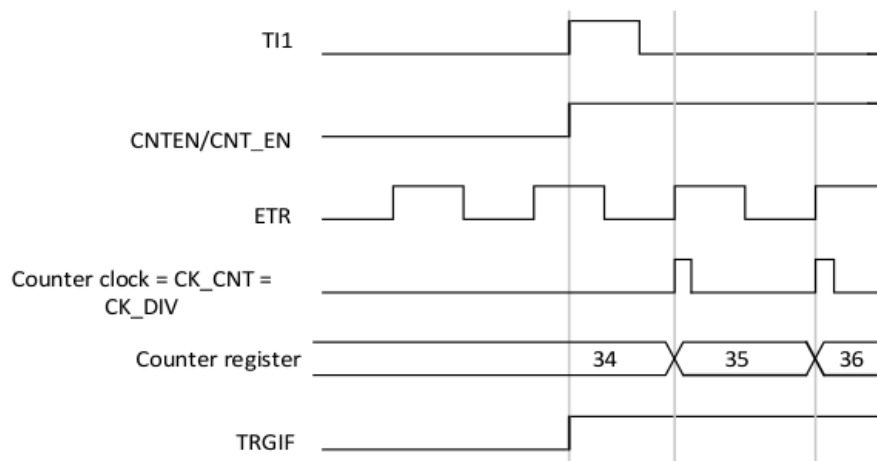 TI1
CNTEN/CNT_EN
ETR
Counter clock = CK_CNT =
CK_DIV
Counter register
34
35
36
TRGIF